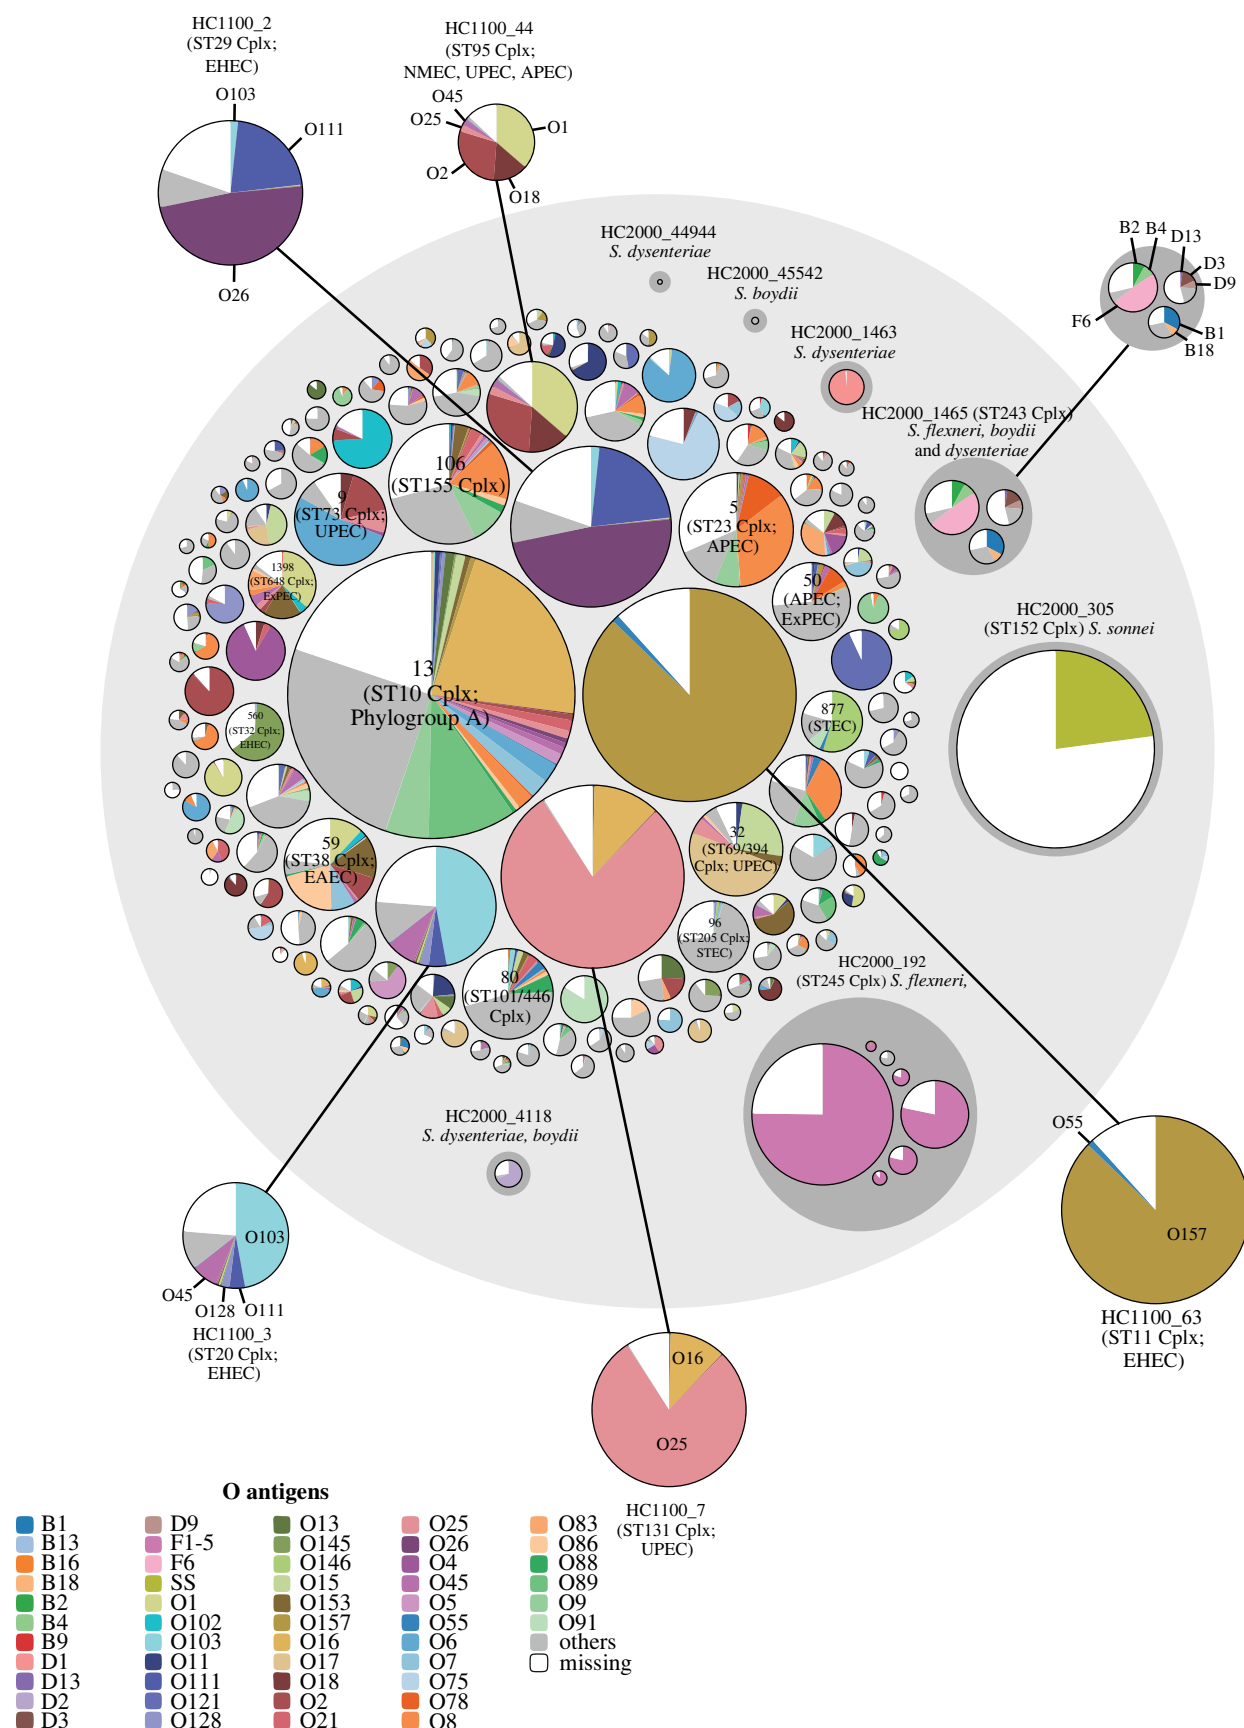 HC1100_2
(ST29 Cplx;
EHEC)
O103
O111
O26
HC1100_44
(ST95 Cplx;
NMEC, UPEC, APEC)
O45
O25
O1
O2
O18
HC2000_44944
S. dysenteriae
HC2000_45542
S. boydii
HC2000_1463
S. dysenteriae
B2
B4
D13
D3
D9
F6
B1
B18
HC2000_1465 (ST243 Cplx)
S. flexneri, boydii
and dysenteriae
HC2000_305
(ST152 Cplx) S. sonnei
106
(ST155 Cplx)
9
(ST73 Cplx;
UPEC)
5
(ST23 Cplx;
APEC)
1398
(ST648 Cplx;
ExPEC)
50
(APEC;
ExPEC)
13
(ST10 Cplx;
Phylogroup A)
560
(ST32 Cplx;
EHEC)
877
(STEC)
59
(ST38 Cplx;
EAEC)
32
(ST69/394
Cplx; UPEC)
96
(ST205 Cplx;
STEC)
80
(ST101/446
Cplx)
HC2000_192
(ST245 Cplx) S. flexneri,
HC2000_4118
S. dysenteriae, boydii
O55
O157
HC1100_63
(ST11 Cplx;
EHEC)
O103
O45
O128
O111
HC1100_3
(ST20 Cplx;
EHEC)
O16
O25
HC1100_7
(ST131 Cplx;
UPEC)
O antigens
B1
B13
B16
B18
B2
B4
B9
D1
D13
D2
D3
D9
F1-5
F6
SS
O1
O102
O103
O11
O111
O121
O128
O13
O145
O146
O15
O153
O157
O16
O17
O18
O2
O21
O25
O26
O4
O45
O5
O55
O6
O7
O75
O78
O8
O83
O86
O88
O89
O9
O91
others
missing